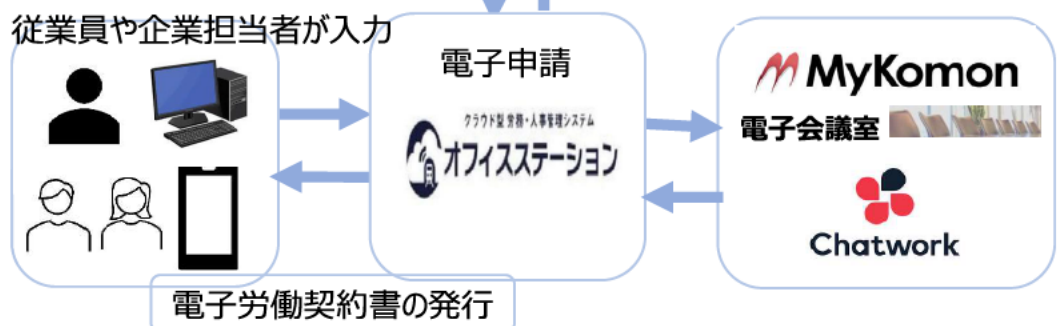 従業員や企業担当者が入力
電子申請
クラウド型 労務・人事管理システム
オフィスステーション
MyKomon
電子会議室
Chatwork
電子労働契約書の発行